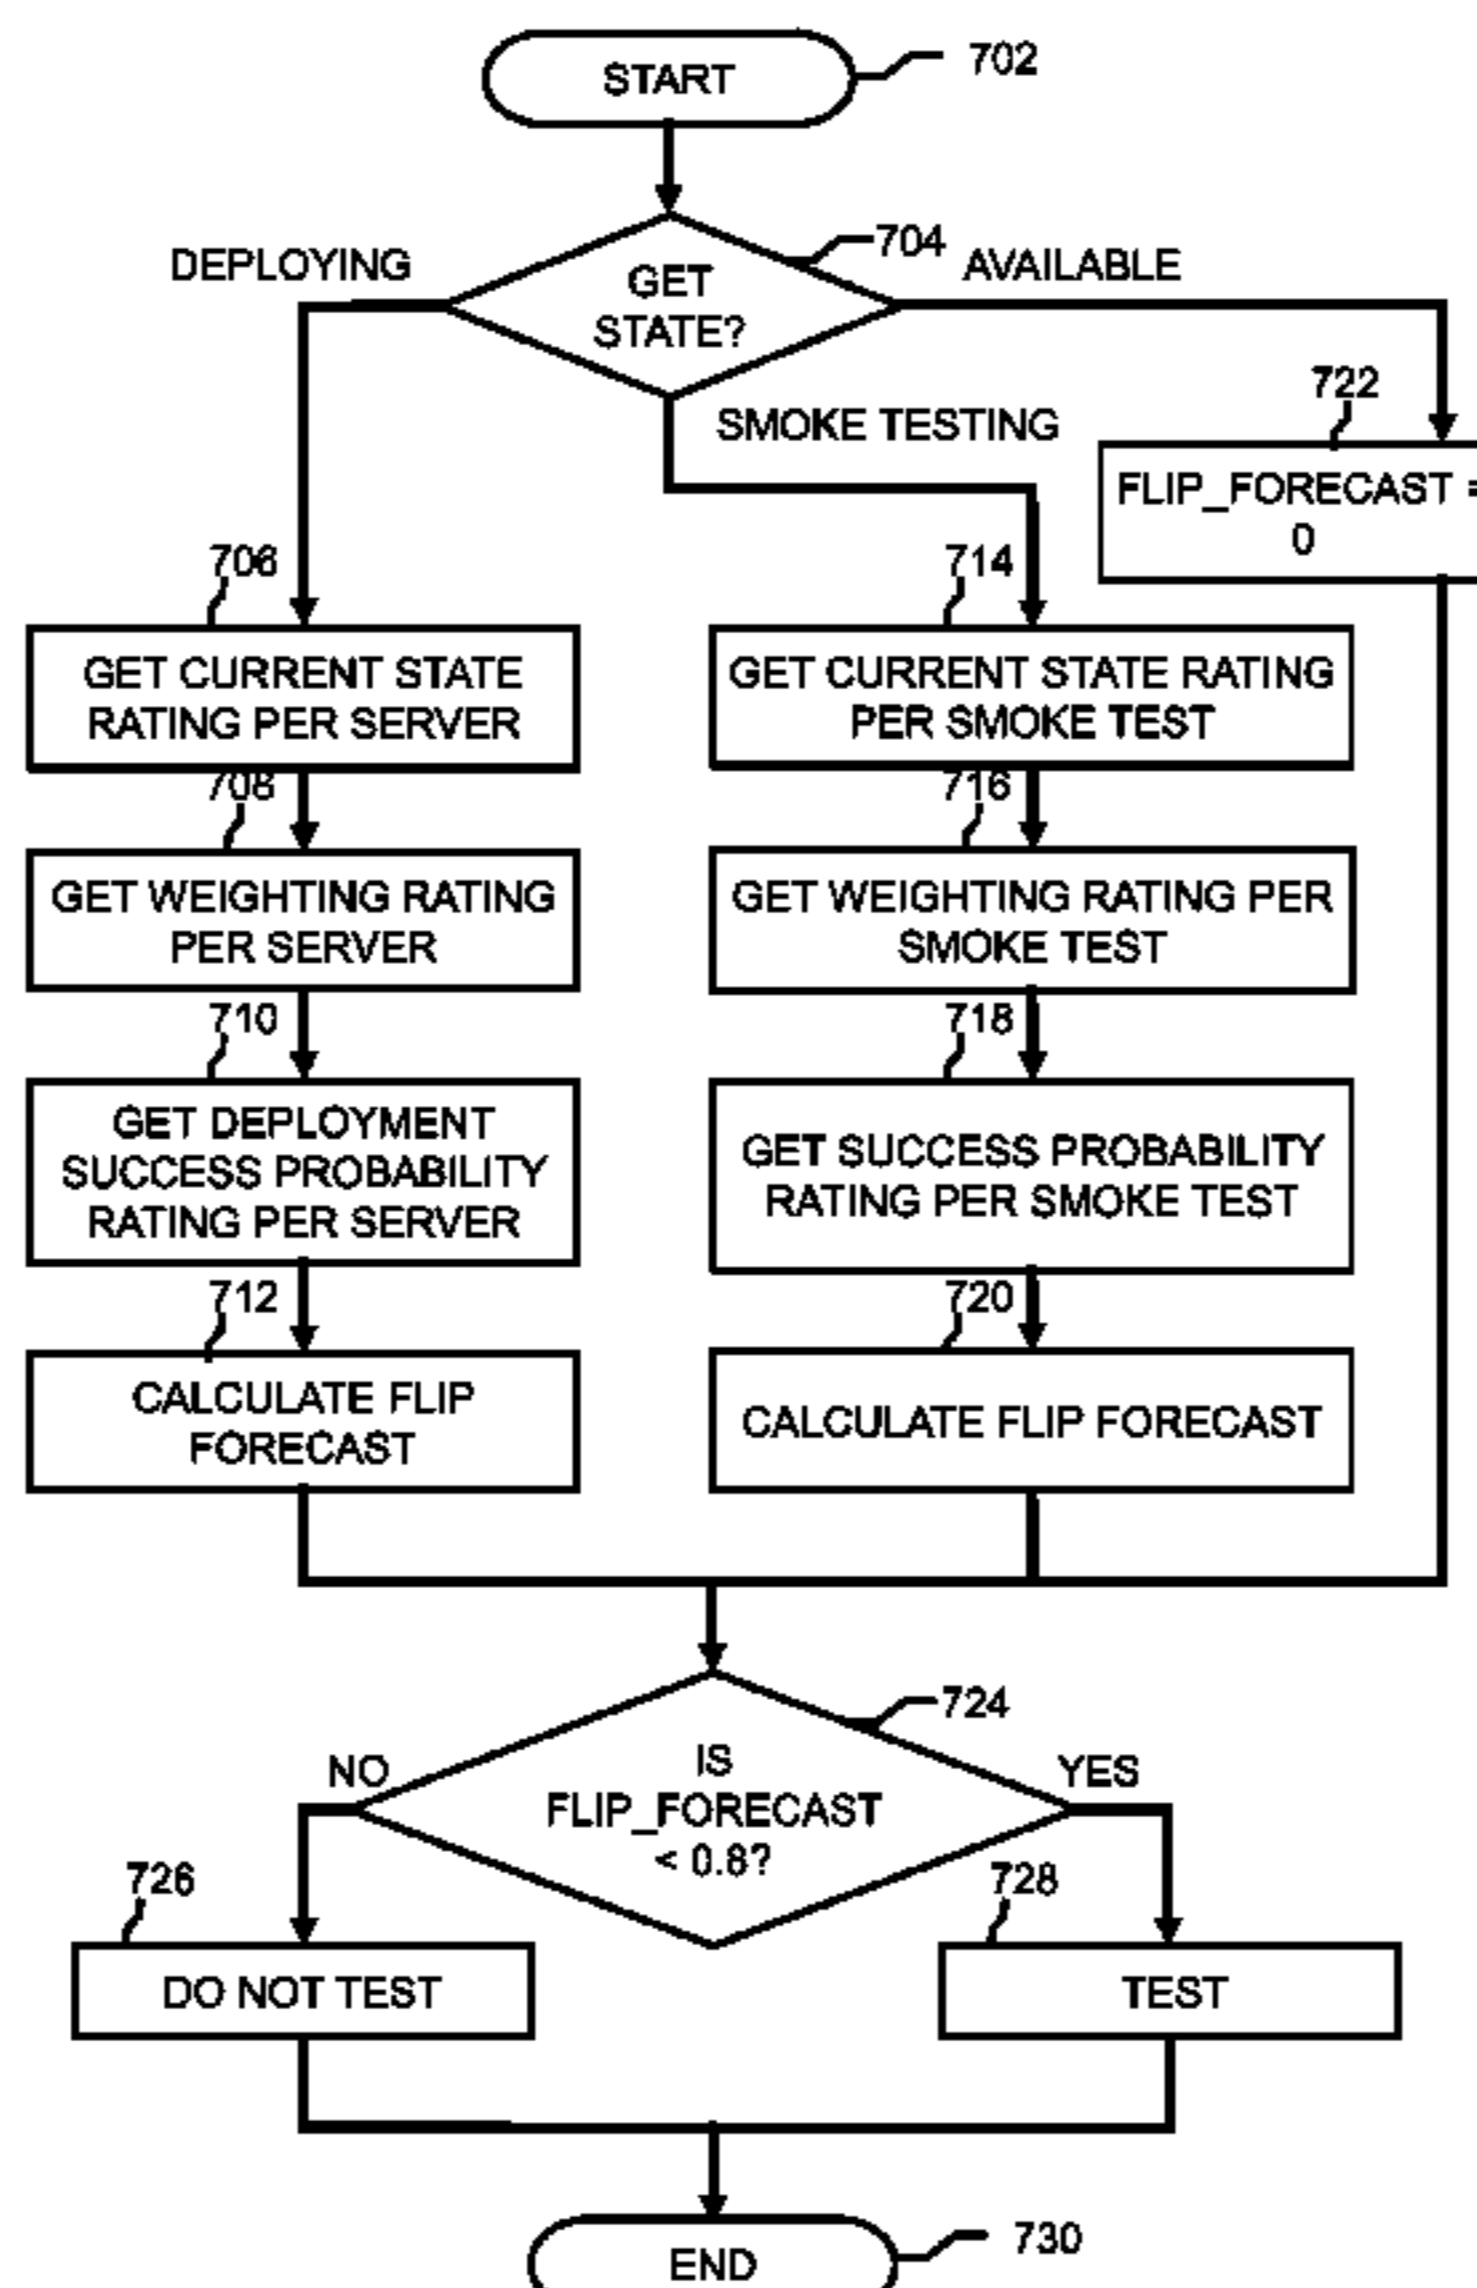 START
702
704
DEPLOYING
AVAILABLE
GET
STATE?
722
SMOKE TESTING
FLIP_FORECAST =
0
706
714
GET CURRENT STATE
RATING PER SERVER
GET CURRENT STATE RATING
PER SMOKE TEST
708
716
GET WEIGHTING RATING
PER SERVER
GET WEIGHTING RATING PER
SMOKE TEST
710
718
GET DEPLOYMENT
SUCCESS PROBABILITY
RATING PER SERVER
GET SUCCESS PROBABILITY
RATING PER SMOKE TEST
712
720
CALCULATE FLIP
FORECAST
CALCULATE FLIP FORECAST
724
NO
YES
IS
FLIP_FORECAST
< 0.8?
726
728
DO NOT TEST
TEST
730
END